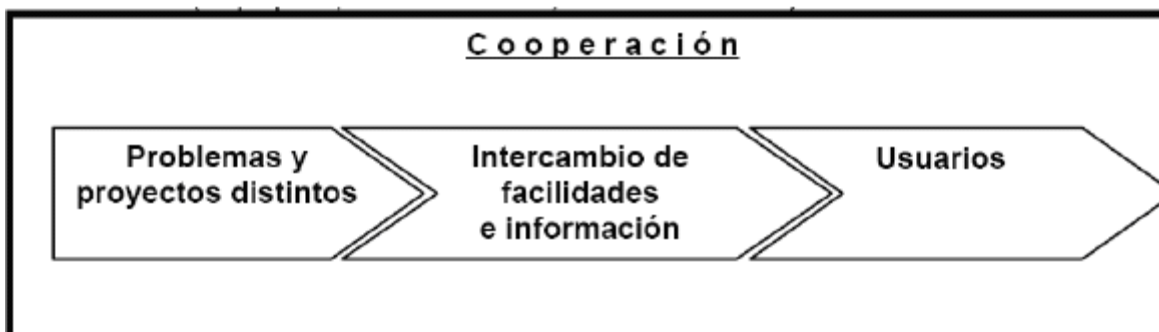 Cooperación
Problemas y
proyectos distintos
Intercambio de
facilidades
e información
Usuarios